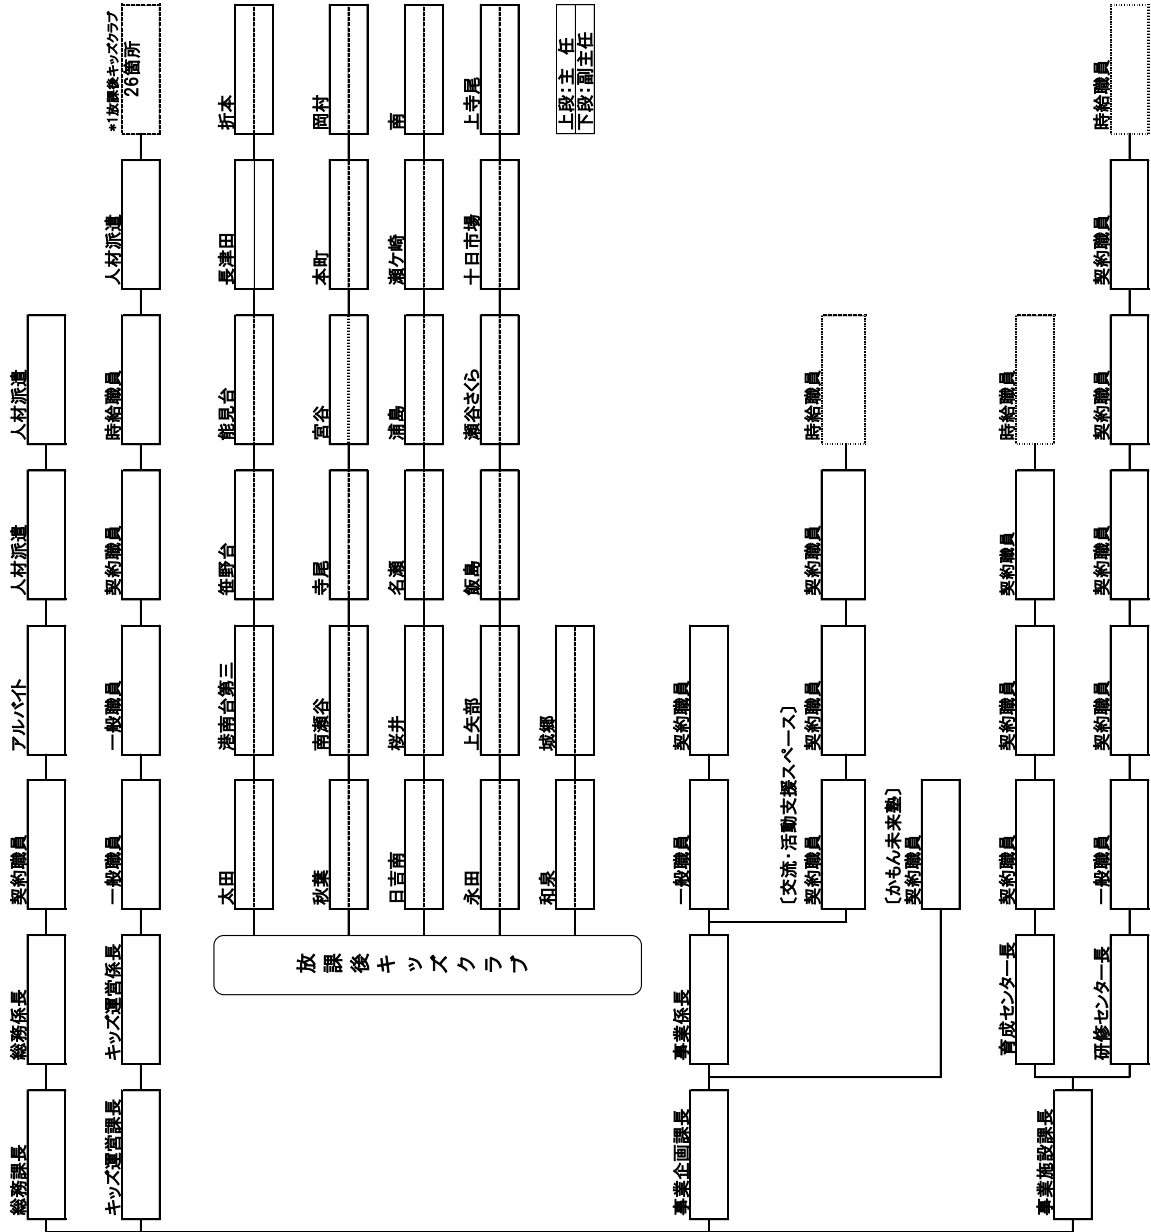 総務課長
総務係長
契約職員
アルバイト
人材派遣
人材派遣
キッズ運営課長
キッズ運営係長
一般職員
一般職員
契約職員
時給職員
人材派遣
*1放課後キッズクラブ
26箇所
放課後キッズクラブ
太田
港南台第三
笹野台
能見台
長津田
折本
秋葉
南瀬谷
寺尾
宮谷
本町
岡村
日吉南
桜井
名瀬
浦島
瀬ケ崎
南
永田
上矢部
飯島
瀬谷さくら
十日市場
上寺尾
和泉
城郷
上段:主 任
下段:副主任
事業企画課長
事業係長
一般職員
契約職員
〔交流・活動支援スペース〕
契約職員
契約職員
契約職員
時給職員
〔かもん未来塾〕
契約職員
事業施設課長
育成センター長
契約職員
契約職員
契約職員
時給職員
研修センター長
一般職員
契約職員
契約職員
契約職員
契約職員
時給職員